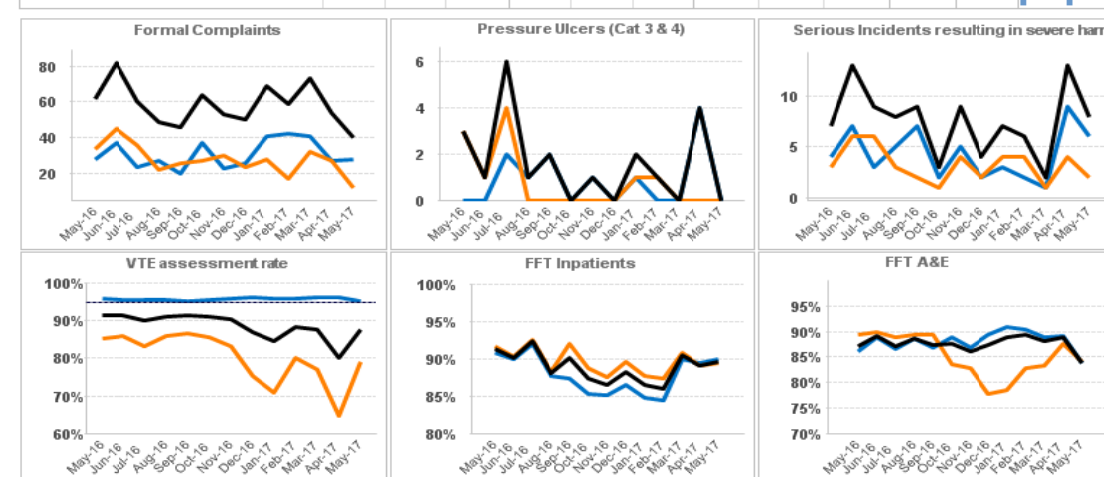 Formal Complaints
80
60
40
20
May-16 Jun-16 Jul-16 Aug-16 Sep-16 Oct-16 Nov-16 Dec-16 Jan-17 Feb-17 Mar-17 Apr-17 May-17
Pressure Ulcers (Cat 3 & 4)
6
4
2
0
May-16 Jun-16 Jul-16 Aug-16 Sep-16 Oct-16 Nov-16 Dec-16 Jan-17 Feb-17 Mar-17 Apr-17 May-17
Serious Incidents resulting in severe harr
10
5
0
May-16 Jun-16 Jul-16 Aug-16 Sep-16 Oct-16 Nov-16 Dec-16 Jan-17 Feb-17 Mar-17 Apr-17 May-17
VTE assessment rate
100%
90%
80%
70%
60%
May-16 Jun-16 Jul-16 Aug-16 Sep-16 Oct-16 Nov-16 Dec-16 Jan-17 Feb-17 Mar-17 Apr-17 May-17
FFT Inpatients
100%
95%
90%
85%
80%
May-16 Jun-16 Jul-16 Aug-16 Sep-16 Oct-16 Nov-16 Dec-16 Jan-17 Feb-17 Mar-17 Apr-17 May-17
FFT A&E
95%
90%
85%
80%
75%
70%
May-16 Jun-16 Jul-16 Aug-16 Sep-16 Oct-16 Nov-16 Dec-16 Jan-17 Feb-17 Mar-17 Apr-17 May-17